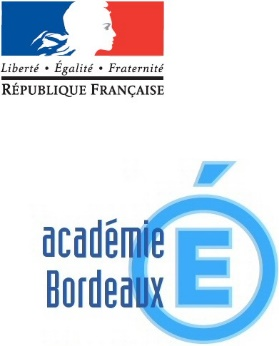 Liberté • Égalité • Fraternité
RÉPUBLIQUE FRANÇAISE
académie
Bordeaux
É